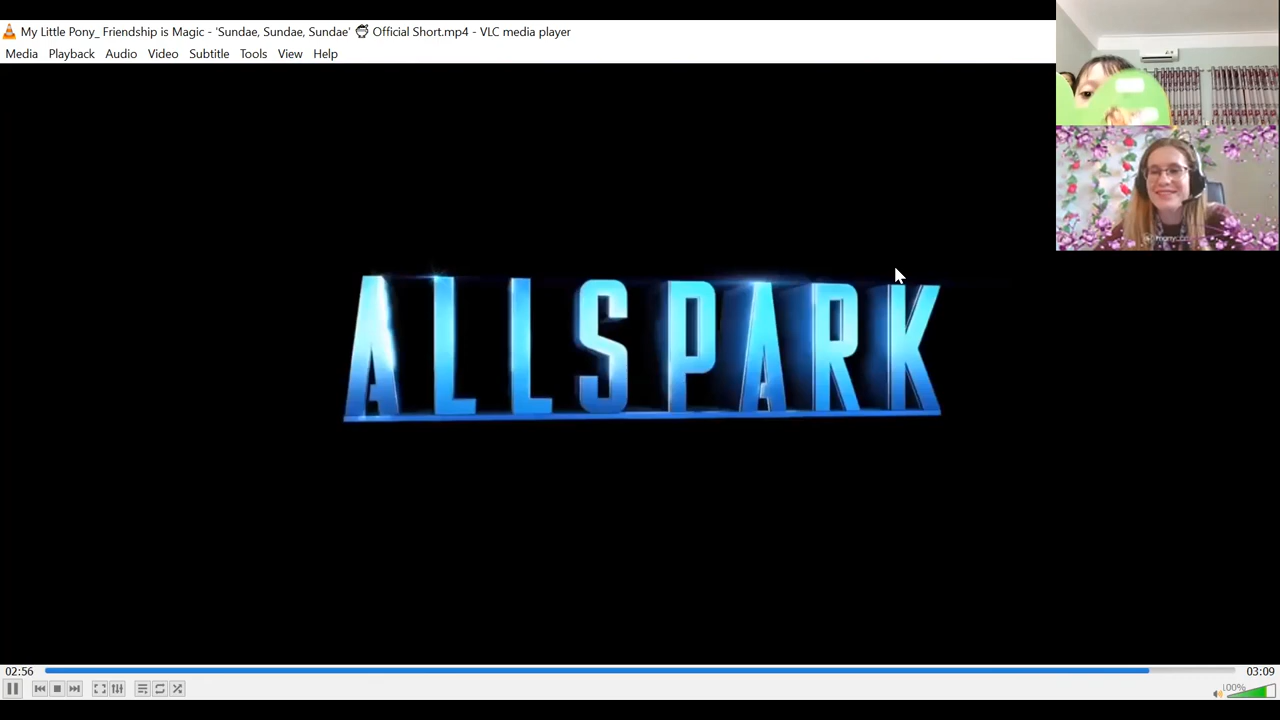 My Little Pony_ Friendship is Magic - 'Sundae, Sundae, Sundae' 🍨 Official Short.mp4 - VLC media player
Media Playback Audio Video Subtitle Tools View Help
ALLSPARK
02:56
03:09
100%